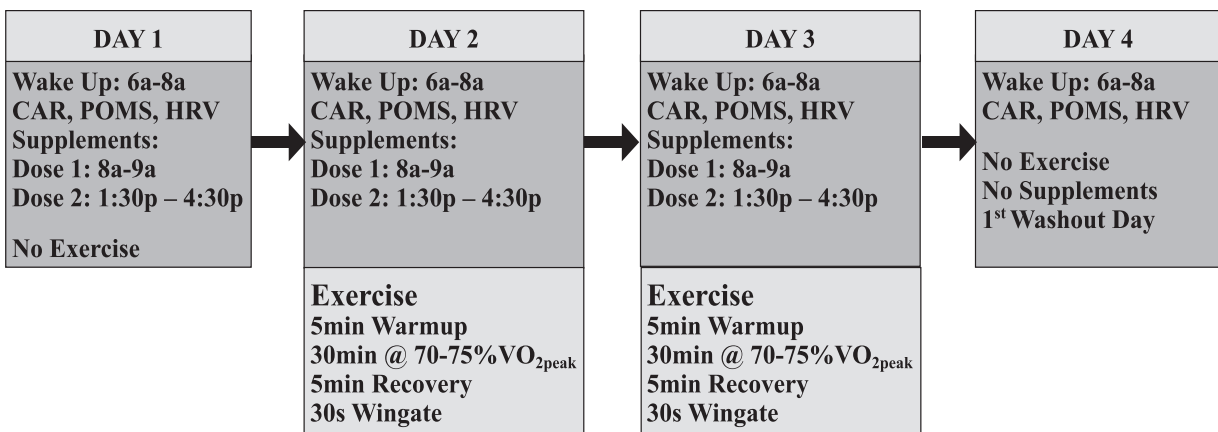 DAY 1
Wake Up: 6a-8a
CAR, POMS, HRV
Supplements:
Dose 1: 8a-9a
Dose 2: 1:30p – 4:30p
No Exercise
DAY 2
Wake Up: 6a-8a
CAR, POMS, HRV
Supplements:
Dose 1: 8a-9a
Dose 2: 1:30p – 4:30p
Exercise
5min Warmup
30min @ 70-75%VO2peak
5min Recovery
30s Wingate
DAY 3
Wake Up: 6a-8a
CAR, POMS, HRV
Supplements:
Dose 1: 8a-9a
Dose 2: 1:30p – 4:30p
Exercise
5min Warmup
30min @ 70-75%VO2peak
5min Recovery
30s Wingate
DAY 4
Wake Up: 6a-8a
CAR, POMS, HRV
No Exercise
No Supplements
1st Washout Day